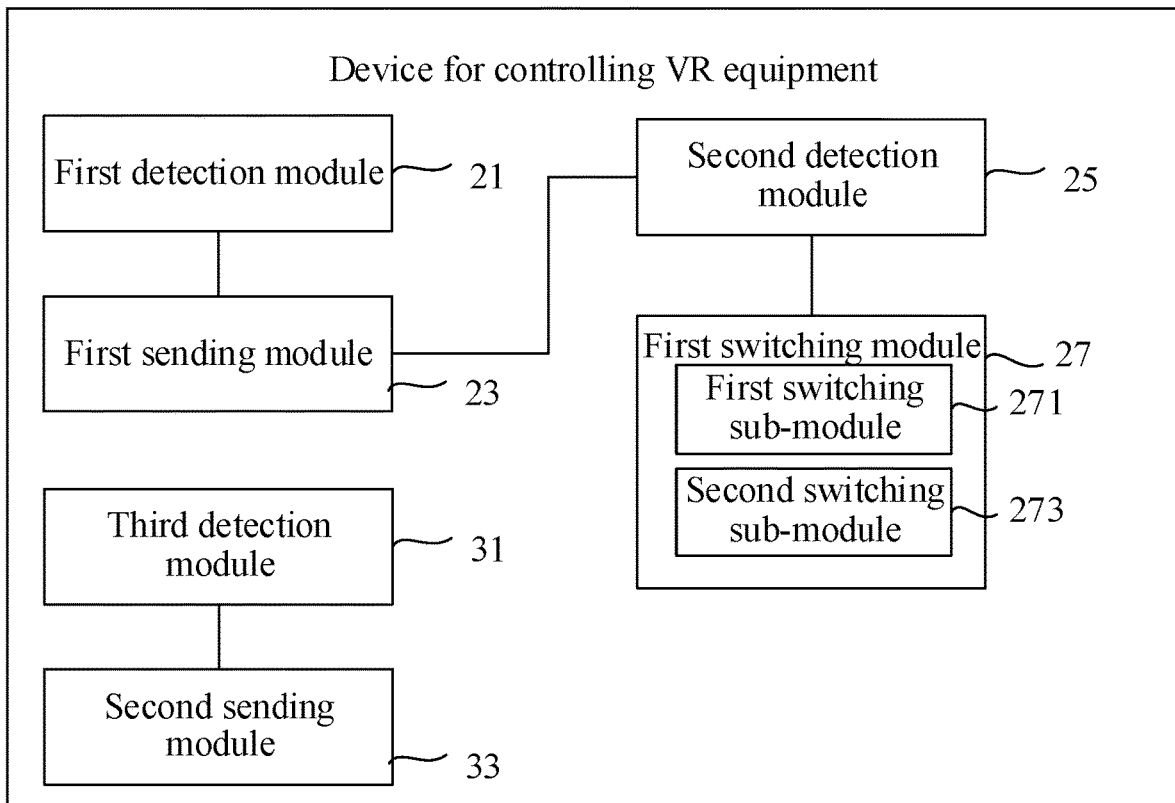 Device for controlling VR equipment
First detection module
21
First sending module
23
Second detection
module
25
First switching module
27
First switching
sub-module
271
Second switching
sub-module
273
Third detection
module
31
Second sending
module
33